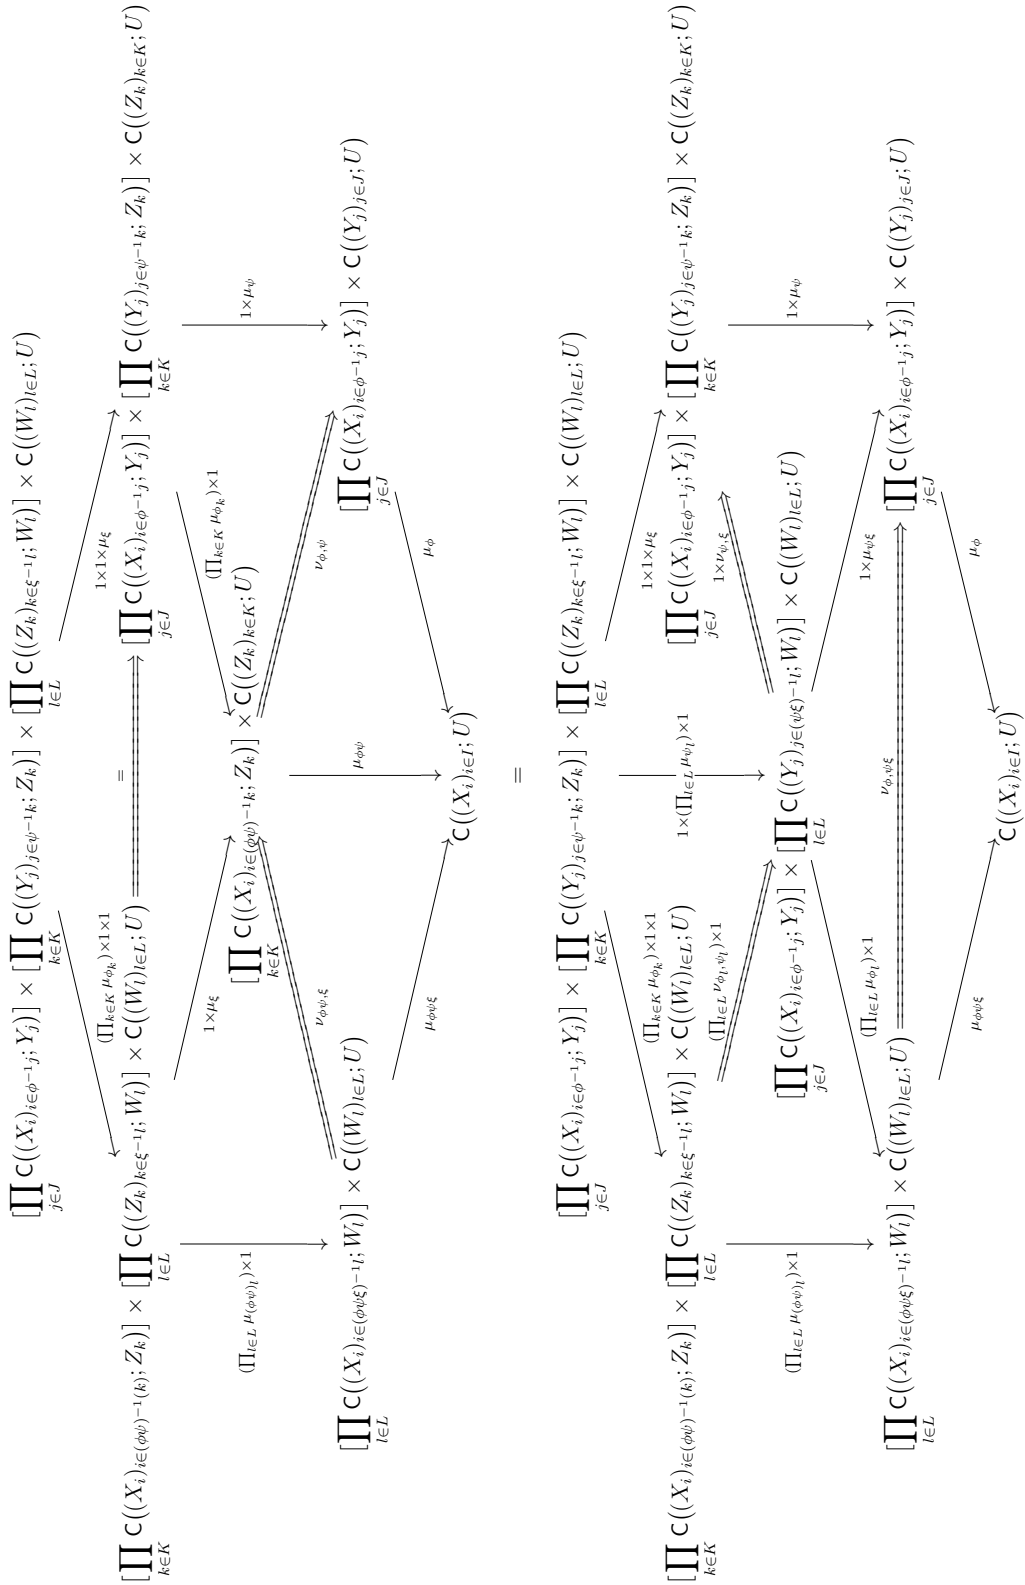 [∏_{j∈J} C((X_i)_{i∈ϕ^{-1}j}; Y_j)] × [∏_{k∈K} C((Y_j)_{j∈ψ^{-1}k}; Z_k)] × [∏_{l∈L} C((Z_k)_{k∈ξ^{-1}l}; W_l)] × C((W_l)_{l∈L}; U)
(∏_{k∈K} μ_{ϕ_k})×1×1
1×1×μ_ξ
[∏_{k∈K} C((X_i)_{i∈(ϕψ)^{-1}(k)}; Z_k)] × [∏_{l∈L} C((Z_k)_{k∈ξ^{-1}l}; W_l)] × C((W_l)_{l∈L}; U)
=
[∏_{j∈J} C((X_i)_{i∈ϕ^{-1}j}; Y_j)] × [∏_{k∈K} C((Y_j)_{j∈ψ^{-1}k}; Z_k)] × C((Z_k)_{k∈K}; U)
(∏_{l∈L} μ_{(ϕψ)_l})×1
1×μ_ξ
(∏_{k∈K} μ_{ϕ_k})×1
1×μ_ψ
[∏_{k∈K} C((X_i)_{i∈(ϕψ)^{-1}k}; Z_k)] × C((Z_k)_{k∈K}; U)
ν_{ϕψ,ξ}
ν_{ϕ,ψ}
[∏_{l∈L} C((X_i)_{i∈(ϕψξ)^{-1}l}; W_l)] × C((W_l)_{l∈L}; U)
μ_{ϕψ}
[∏_{j∈J} C((X_i)_{i∈ϕ^{-1}j}; Y_j)] × C((Y_j)_{j∈J}; U)
μ_{ϕψξ}
μ_ϕ
C((X_i)_{i∈I}; U)
=
[∏_{j∈J} C((X_i)_{i∈ϕ^{-1}j}; Y_j)] × [∏_{k∈K} C((Y_j)_{j∈ψ^{-1}k}; Z_k)] × [∏_{l∈L} C((Z_k)_{k∈ξ^{-1}l}; W_l)] × C((W_l)_{l∈L}; U)
(∏_{k∈K} μ_{ϕ_k})×1×1
1×(∏_{l∈L} μ_{ψ_l})×1
1×1×μ_ξ
[∏_{k∈K} C((X_i)_{i∈(ϕψ)^{-1}(k)}; Z_k)] × [∏_{l∈L} C((Z_k)_{k∈ξ^{-1}l}; W_l)] × C((W_l)_{l∈L}; U)
[∏_{j∈J} C((X_i)_{i∈ϕ^{-1}j}; Y_j)] × [∏_{k∈K} C((Y_j)_{j∈ψ^{-1}k}; Z_k)] × C((Z_k)_{k∈K}; U)
(∏_{l∈L} ν_{ϕ_l,ψ_l})×1
1×ν_{ψ,ξ}
(∏_{l∈L} μ_{(ϕψ)_l})×1
[∏_{j∈J} C((X_i)_{i∈ϕ^{-1}j}; Y_j)] × [∏_{l∈L} C((Y_j)_{j∈(ψξ)^{-1}l}; W_l)] × C((W_l)_{l∈L}; U)
1×μ_ψ
(∏_{l∈L} μ_{ϕ_l})×1
1×μ_{ψξ}
[∏_{l∈L} C((X_i)_{i∈(ϕψξ)^{-1}l}; W_l)] × C((W_l)_{l∈L}; U)
ν_{ϕ,ψξ}
[∏_{j∈J} C((X_i)_{i∈ϕ^{-1}j}; Y_j)] × C((Y_j)_{j∈J}; U)
μ_{ϕψξ}
μ_ϕ
C((X_i)_{i∈I}; U)